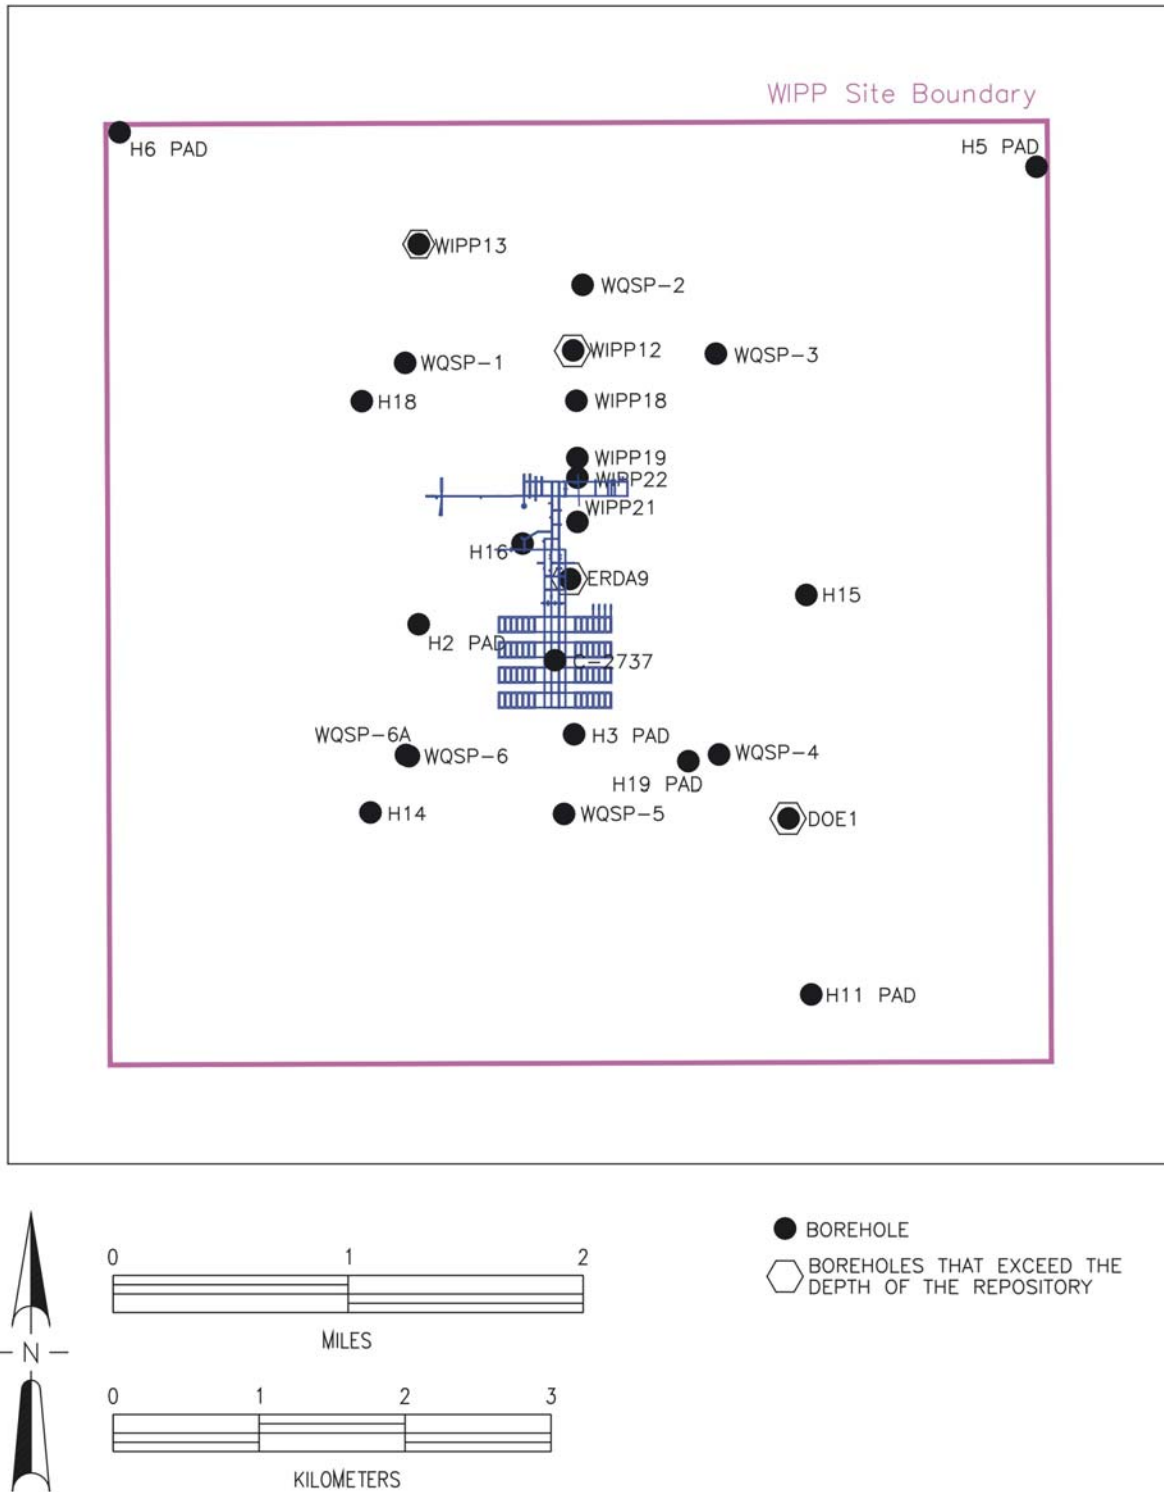 WIPP Site Boundary
H6 PAD
H5 PAD
WIPP13
WQSP-2
WIPP12
WQSP-3
WQSP-1
WIPP18
H18
WIPP19
WIPP22
WIPP21
H16
ERDA9
H15
H2 PAD
C-2737
WQSP-6A
H3 PAD
WQSP-6
WQSP-4
H19 PAD
H14
WQSP-5
DOE1
H11 PAD
0 1 2
MILES
N
0 1 2 3
KILOMETERS
BOREHOLE
BOREHOLES THAT EXCEED THE
DEPTH OF THE REPOSITORY